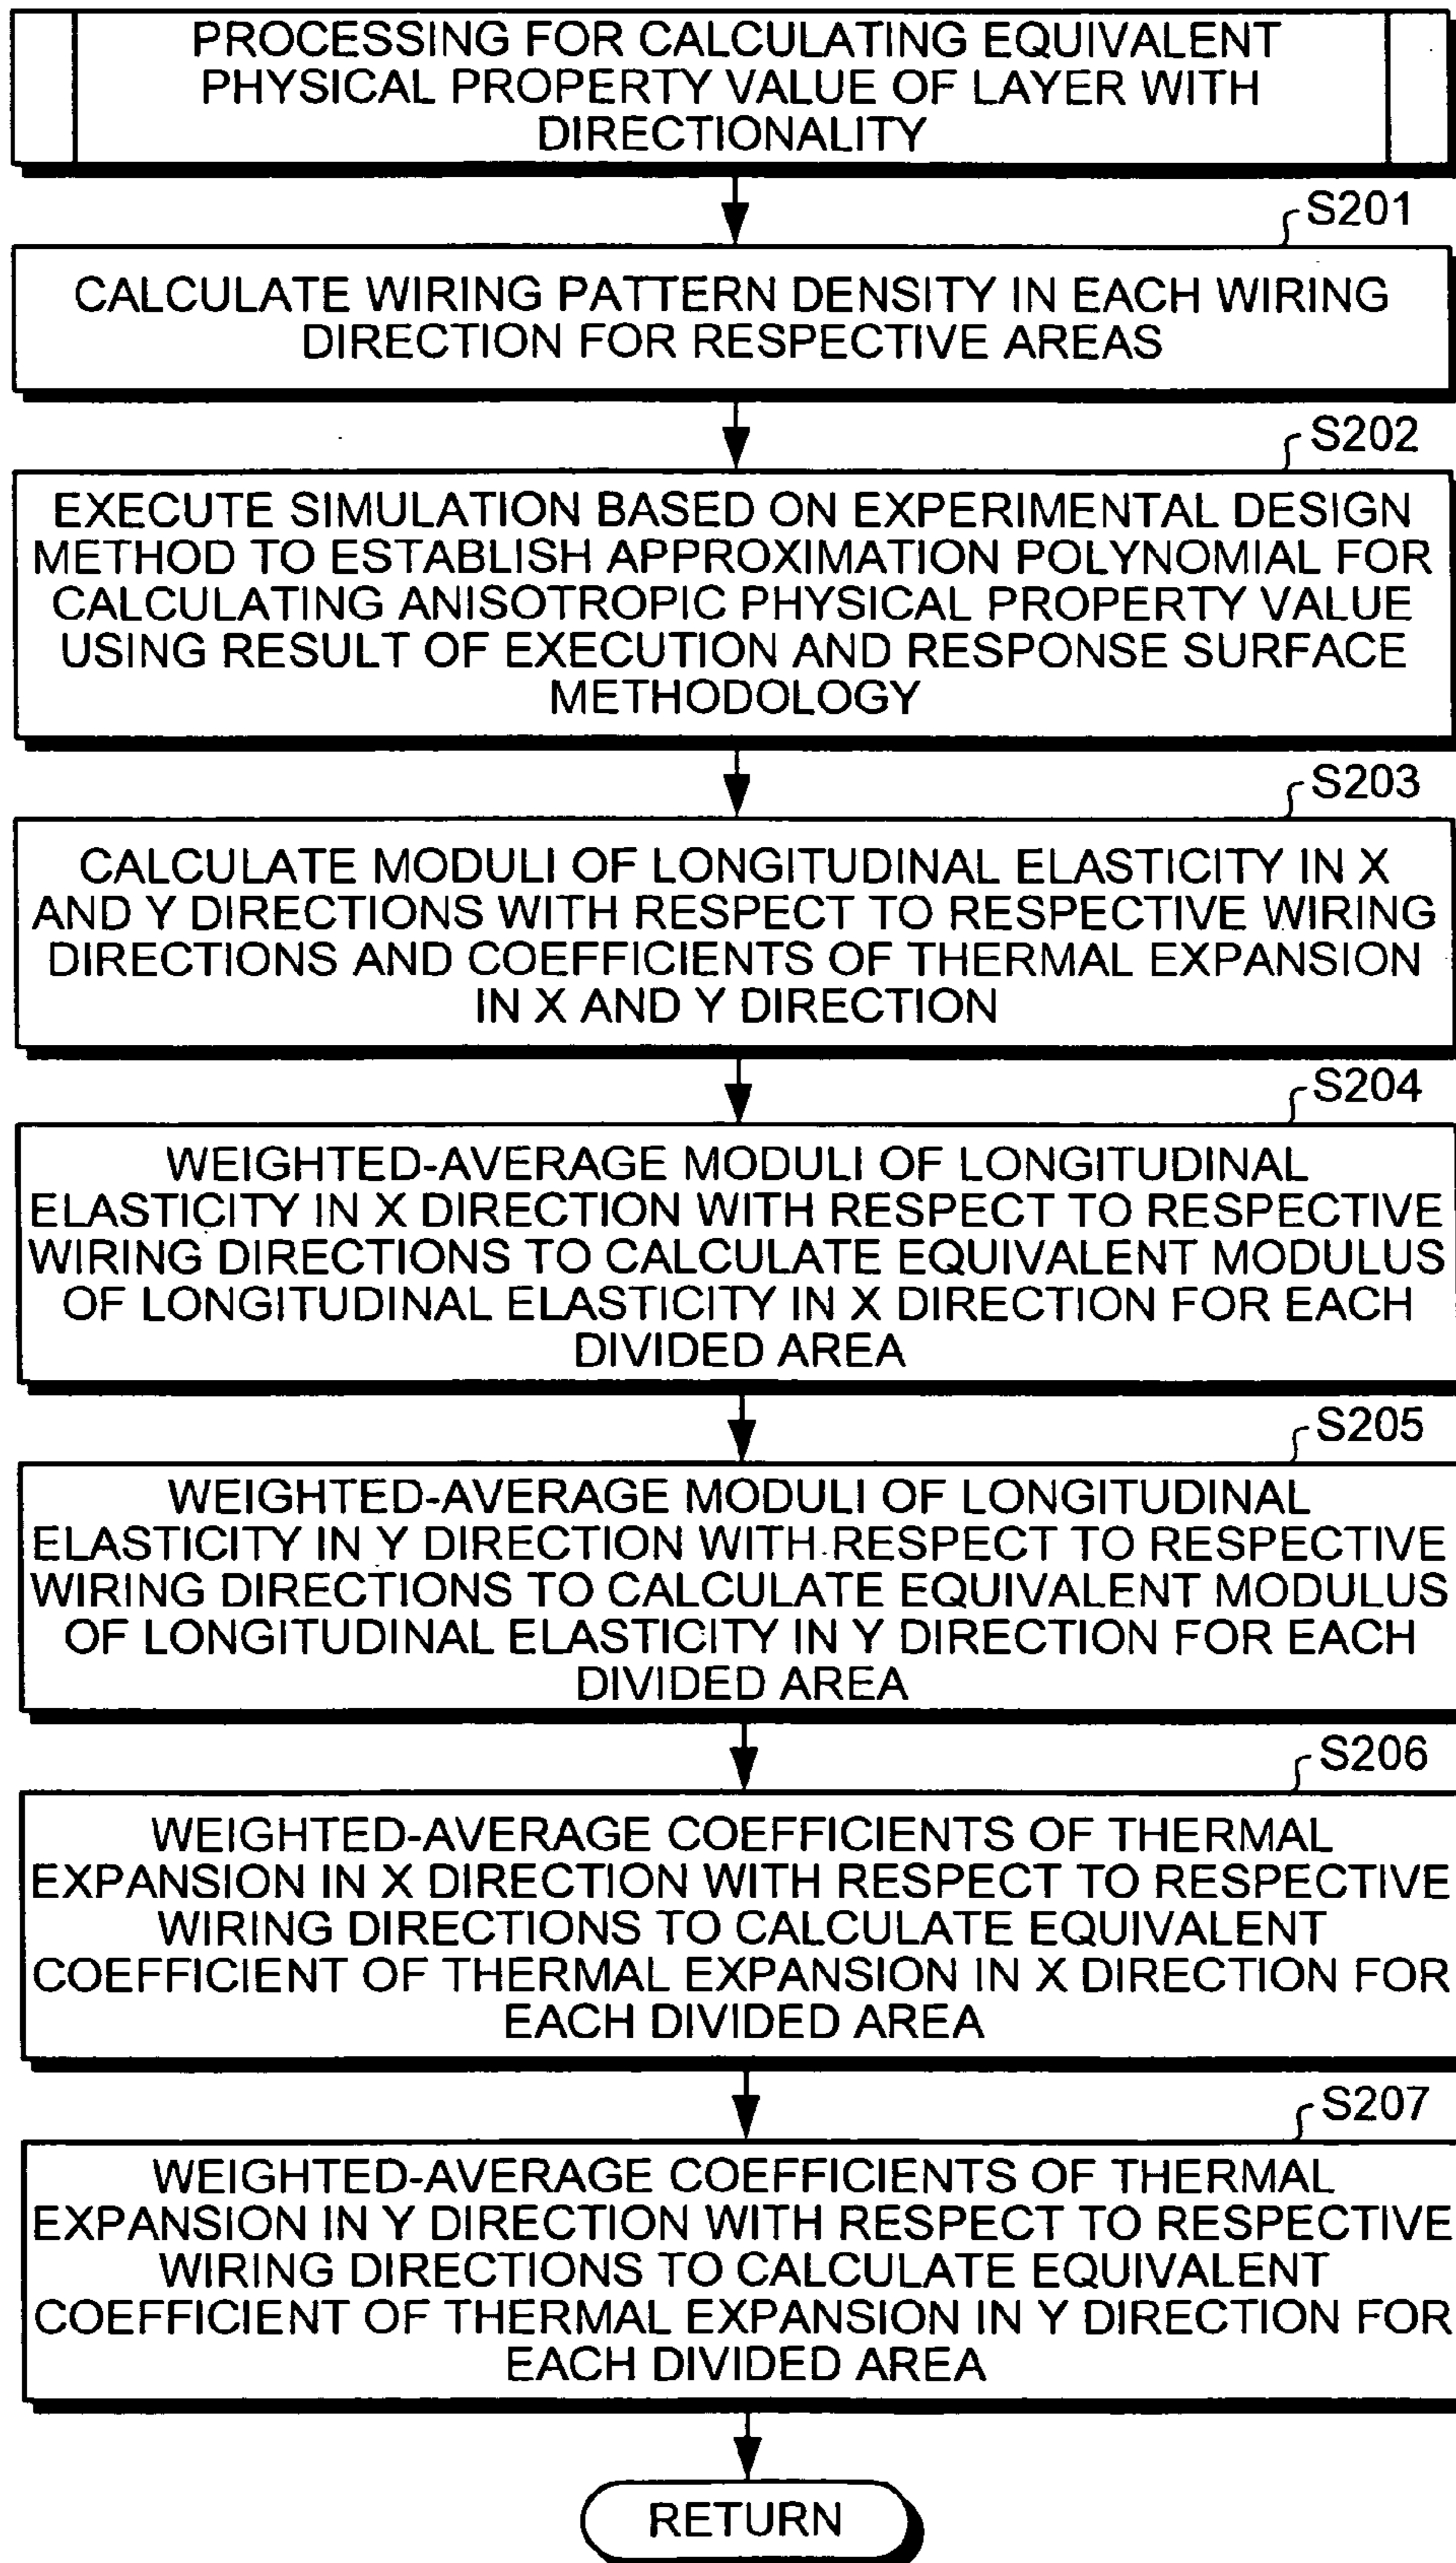 PROCESSING FOR CALCULATING EQUIVALENT
PHYSICAL PROPERTY VALUE OF LAYER WITH
DIRECTIONALITY
S201
CALCULATE WIRING PATTERN DENSITY IN EACH WIRING
DIRECTION FOR RESPECTIVE AREAS
S202
EXECUTE SIMULATION BASED ON EXPERIMENTAL DESIGN
METHOD TO ESTABLISH APPROXIMATION POLYNOMIAL FOR
CALCULATING ANISOTROPIC PHYSICAL PROPERTY VALUE
USING RESULT OF EXECUTION AND RESPONSE SURFACE
METHODOLOGY
S203
CALCULATE MODULI OF LONGITUDINAL ELASTICITY IN X
AND Y DIRECTIONS WITH RESPECT TO RESPECTIVE WIRING
DIRECTIONS AND COEFFICIENTS OF THERMAL EXPANSION
IN X AND Y DIRECTION
S204
WEIGHTED-AVERAGE MODULI OF LONGITUDINAL
ELASTICITY IN X DIRECTION WITH RESPECT TO RESPECTIVE
WIRING DIRECTIONS TO CALCULATE EQUIVALENT MODULUS
OF LONGITUDINAL ELASTICITY IN X DIRECTION FOR EACH
DIVIDED AREA
S205
WEIGHTED-AVERAGE MODULI OF LONGITUDINAL
ELASTICITY IN Y DIRECTION WITH RESPECT TO RESPECTIVE
WIRING DIRECTIONS TO CALCULATE EQUIVALENT MODULUS
OF LONGITUDINAL ELASTICITY IN Y DIRECTION FOR EACH
DIVIDED AREA
S206
WEIGHTED-AVERAGE COEFFICIENTS OF THERMAL
EXPANSION IN X DIRECTION WITH RESPECT TO RESPECTIVE
WIRING DIRECTIONS TO CALCULATE EQUIVALENT
COEFFICIENT OF THERMAL EXPANSION IN X DIRECTION FOR
EACH DIVIDED AREA
S207
WEIGHTED-AVERAGE COEFFICIENTS OF THERMAL
EXPANSION IN Y DIRECTION WITH RESPECT TO RESPECTIVE
WIRING DIRECTIONS TO CALCULATE EQUIVALENT
COEFFICIENT OF THERMAL EXPANSION IN Y DIRECTION FOR
EACH DIVIDED AREA
RETURN